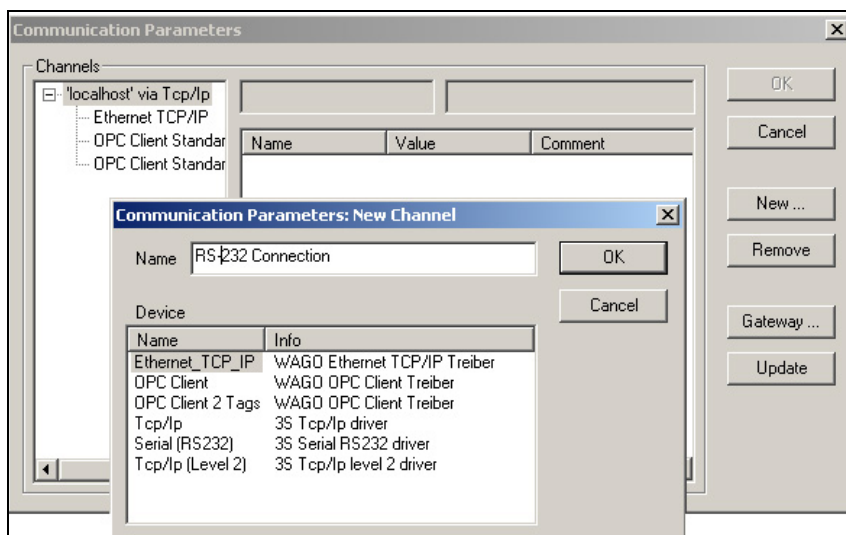 Communication Parameters
Channels
'localhost' via Tcp/Ip
Ethernet TCP/IP
OPC Client Standar
OPC Client Standar
Name Value Comment
OK
Cancel
New ...
Remove
Gateway ...
Update
Communication Parameters: New Channel
Name RS-232 Connection
OK
Cancel
Device
Name Info
Ethernet_TCP_IP WAGO Ethernet TCP/IP Treiber
OPC Client WAGO OPC Client Treiber
OPC Client 2 Tags WAGO OPC Client Treiber
Tcp/Ip 3S Tcp/Ip driver
Serial (RS232) 3S Serial RS232 driver
Tcp/Ip (Level 2) 3S Tcp/Ip level 2 driver